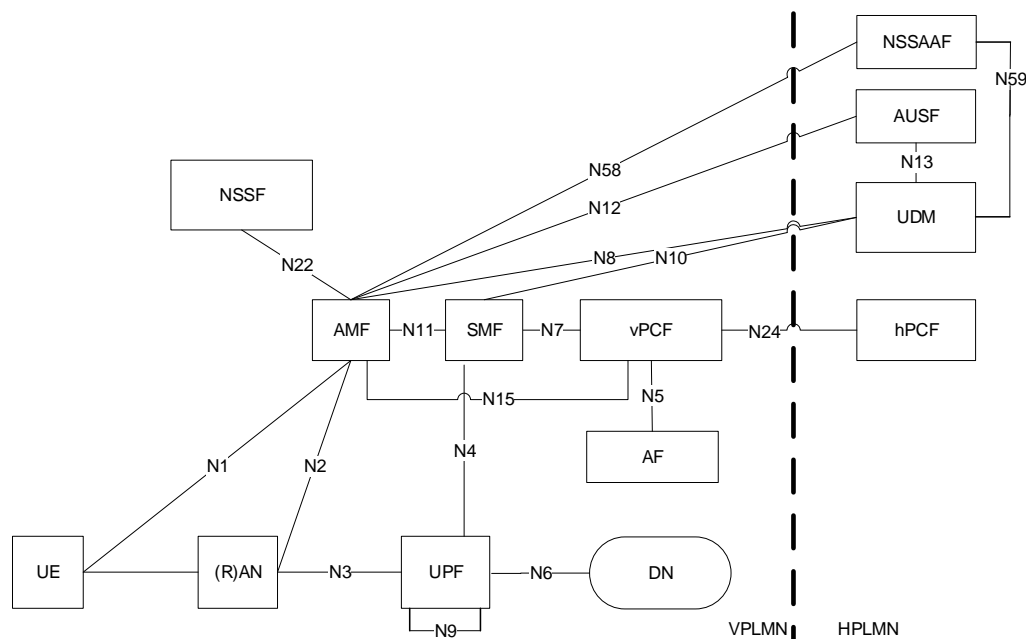 NSSAAF
N59
AUSF
N58
N13
NSSF
N12
UDM
N8
N10
N22
AMF
N11
SMF
N7
vPCF
N24
hPCF
N15
N5
N4
AF
N1
N2
UE
(R)AN
N3
UPF
N6
DN
N9
VPLMN
HPLMN